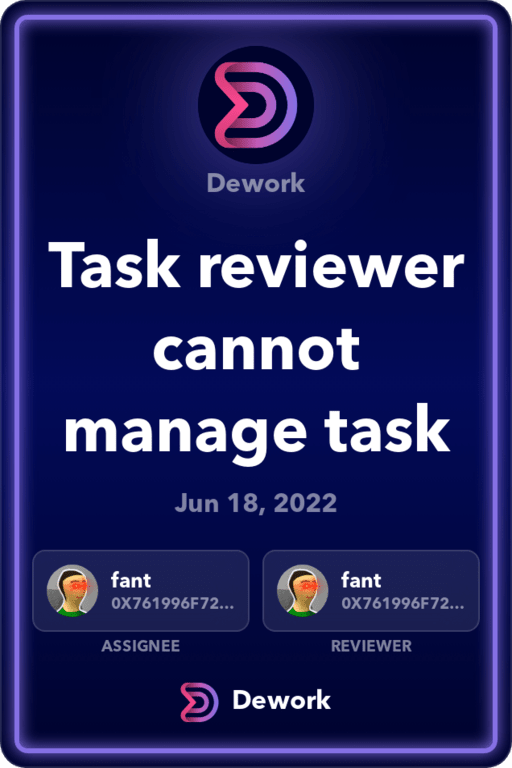 Dework
Task reviewer
cannot
manage task
Jun 18, 2022
fant
0X761996F72...
ASSIGNEE
fant
0X761996F72...
REVIEWER
Dework